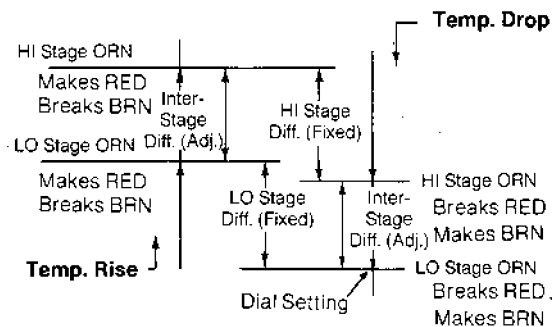 Temp. Drop
HI Stage ORN
Makes RED
Breaks BRN
Inter-
Stage
Diff. (Adj.)
HI Stage
Diff. (Fixed)
LO Stage ORN
Makes RED
Breaks BRN
LO Stage
Diff. (Fixed)
Inter-
Stage
Diff. (Adj.)
HI Stage ORN
Breaks RED
Makes BRN
Temp. Rise
Dial Setting
LO Stage ORN
Breaks RED.
Makes BRN